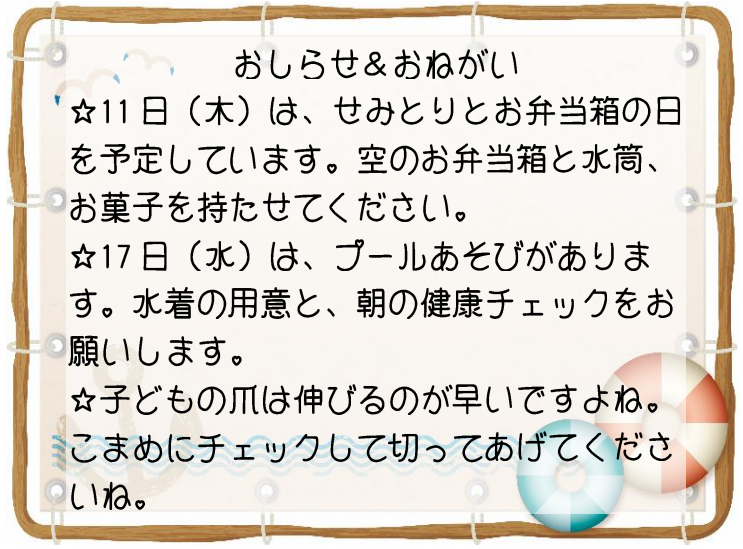 おしらせ＆おねがい
☆11日（木）は、せみとりとお弁当箱の日
を予定しています。空のお弁当箱と水筒、
お菓子を持たせてください。
☆17日（水）は、プールあそびがありま
す。水着の用意と、朝の健康チェックをお
願いします。
☆子どもの爪は伸びるのが早いですよね。
こまめにチェックして切ってあげてくださ
いね。